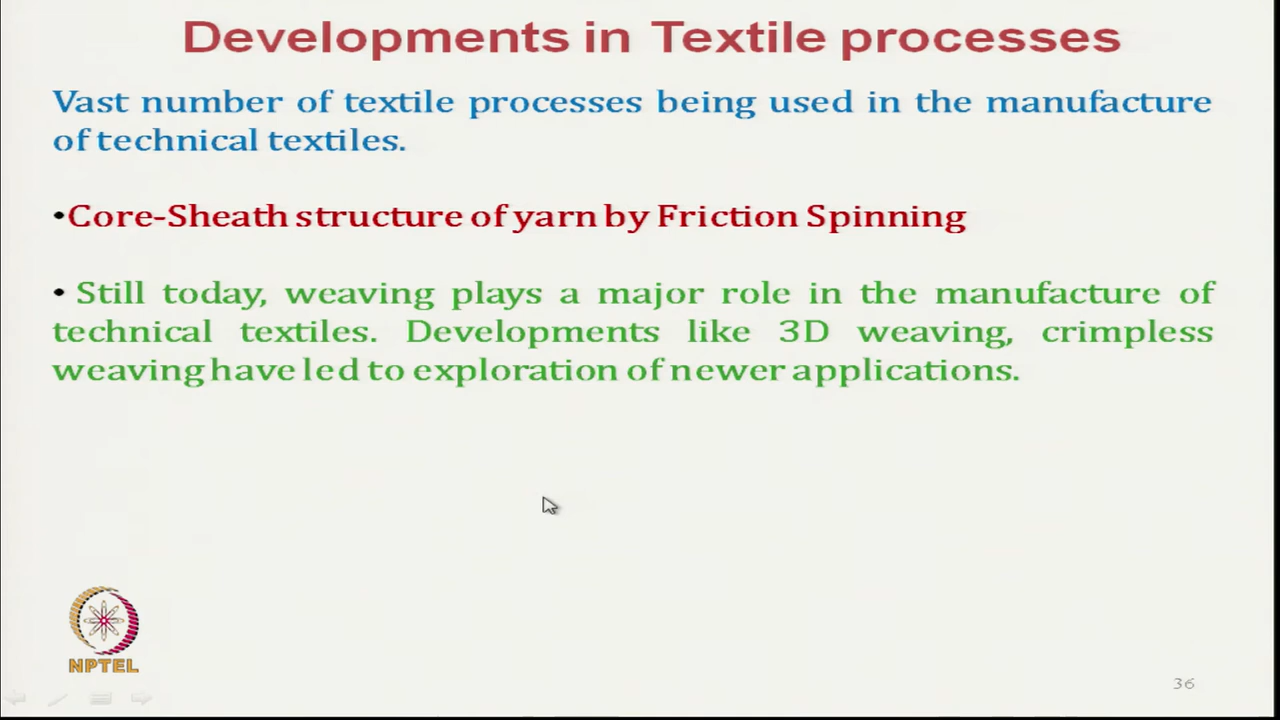 Developments in Textile processes
Vast number of textile processes being used in the manufacture
of technical textiles.
•Core-Sheath structure of yarn by Friction Spinning
• Still today, weaving plays a major role in the manufacture of
technical textiles. Developments like 3D weaving, crimpless
weaving have led to exploration of newer applications.
NPTEL
36